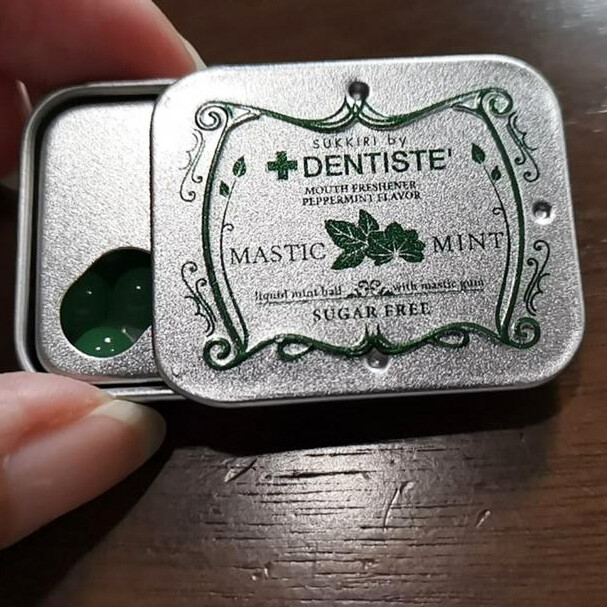 SUKKIRI by
DENTISTE'
MOUTH FRESHENER
PEPPERMINT FLAVOR
MASTIC MINT
liquid mint ball with mastic gum
SUGAR FREE